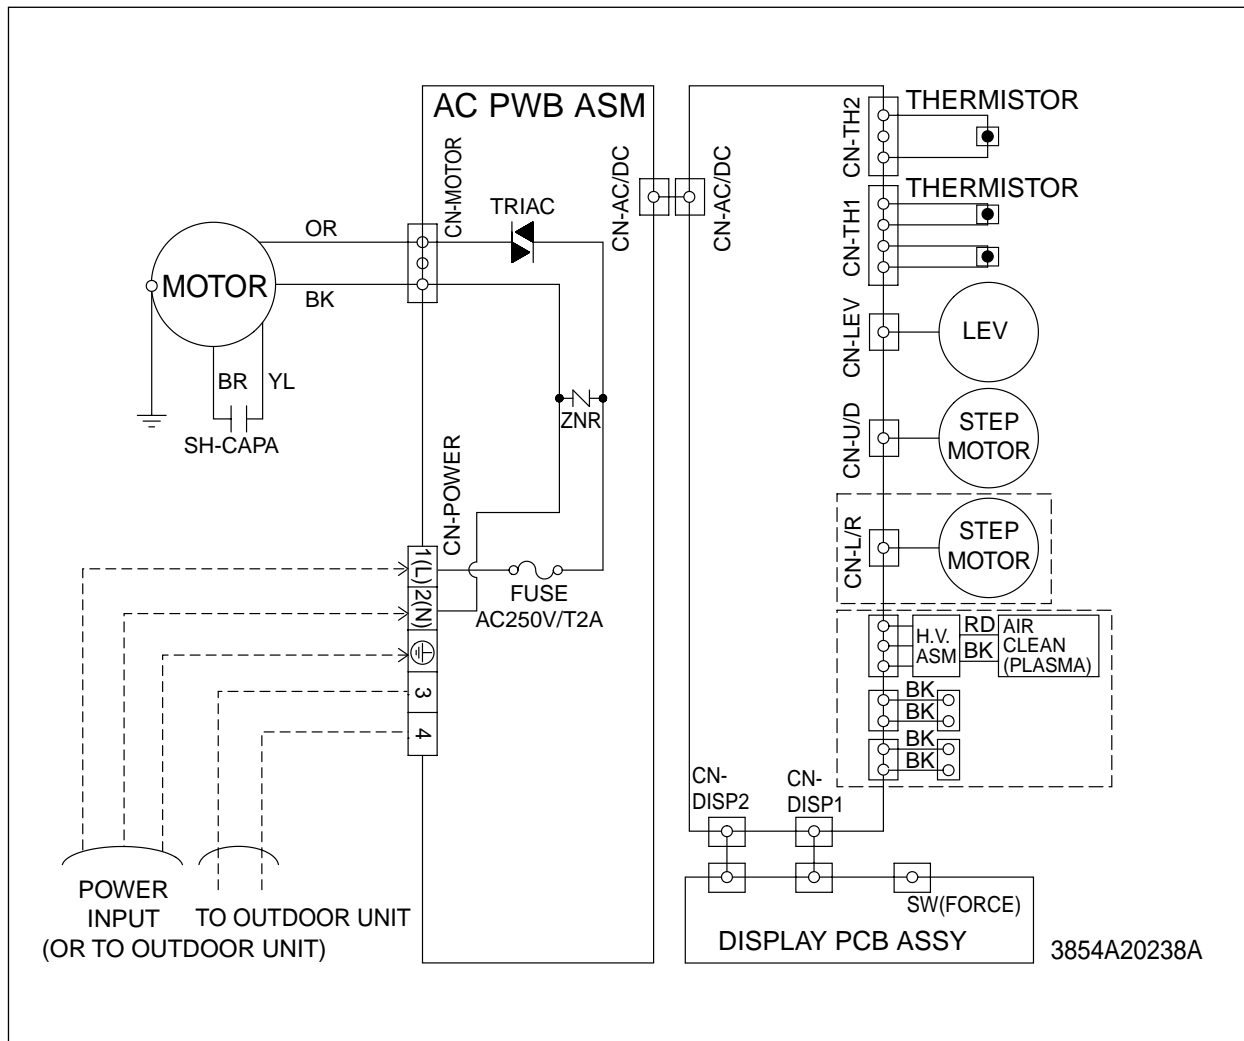 AC PWB ASM
CN-MOTOR
TRIAC
CN-AC/DC
CN-AC/DC
CN-TH2
THERMISTOR
CN-TH1
THERMISTOR
OR
MOTOR
BK
BR
YL
SH-CAPA
ZNR
CN-POWER
1(L)
2(N)
3
4
FUSE
AC250V/T2A
CN-LEV
LEV
CN-U/D
STEP
MOTOR
CN-L/R
STEP
MOTOR
H.V.
ASM
RD
BK
AIR
CLEAN
(PLASMA)
BK
BK
BK
BK
CN-
DISP2
CN-
DISP1
SW(FORCE)
DISPLAY PCB ASSY
POWER
INPUT
(OR TO OUTDOOR UNIT)
TO OUTDOOR UNIT
3854A20238A